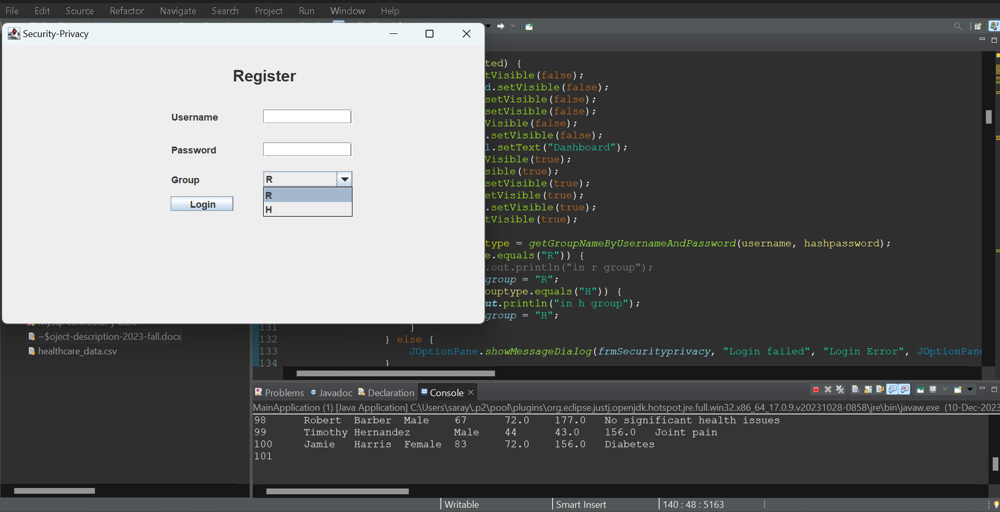 File Edit Source Refactor Navigate Search Project Run Window Help
Security-Privacy
Register
Username
Password
Group R
R
H
Login
ted) {
tVisible(false);
d.setVisible(false);
setVisible(false);
setVisible(false);
Visible(false);
.setVisible(false);
l.setText("Dashboard");
Visible(true);
sible(true);
setVisible(true);
etVisible(true);
.setVisible(true);
tVisible(true);
type = getGroupNameByUsernameAndPassword(username, hashpassword);
e.equals("R")) {
.out.println("in r group");
group = "R";
ouptype.equals("H")) {
ut.println("in h group");
group = "H";
131 }
132 } else {
133 JOptionPane.showMessageDialog(frmSecurityprivacy, "Login failed", "Login Error", JOptionPane
134 }
~$oject-description-2023-fall.docx
healthcare_data.csv
Problems Javadoc Declaration Console
MainApplication (1) [Java Application] C:\Users\saray\.p2\pool\plugins\org.eclipse.justj.openjdk.hotspot.jre.full.win32.x86_64_17.0.9.v20231028-0858\jre\bin\javaw.exe (10-Dec-2023
98 Robert Barber Male 67 72.0 177.0 No significant health issues
99 Timothy Hernandez Male 44 43.0 156.0 Joint pain
100 Jamie Harris Female 83 72.0 156.0 Diabetes
101
Writable Smart Insert 140 : 48 : 5163